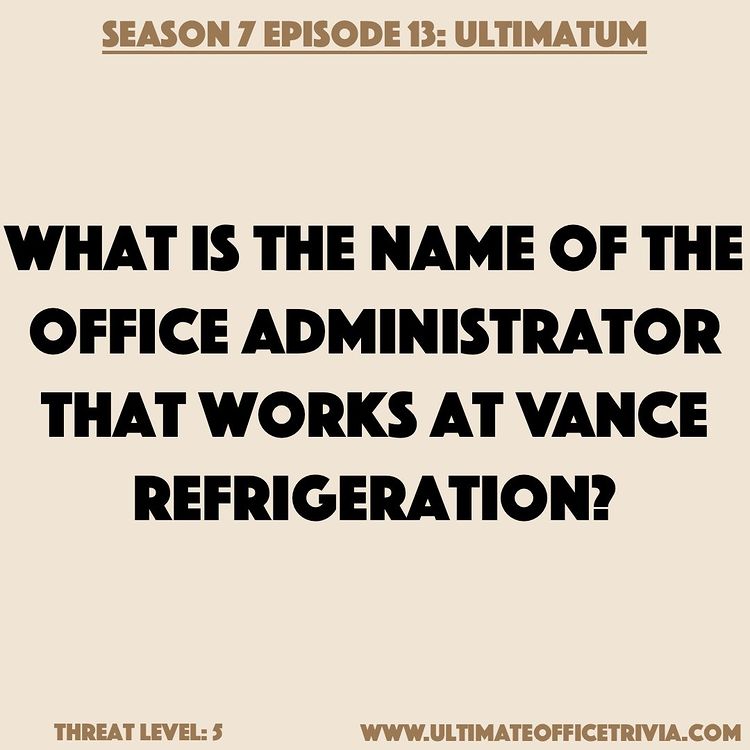 SEASON 7 EPISODE 13: ULTIMATUM
WHAT IS THE NAME OF THE
OFFICE ADMINISTRATOR
THAT WORKS AT VANCE
REFRIGERATION?
THREAT LEVEL: 5
WWW.ULTIMATEOFFICETRIVIA.COM